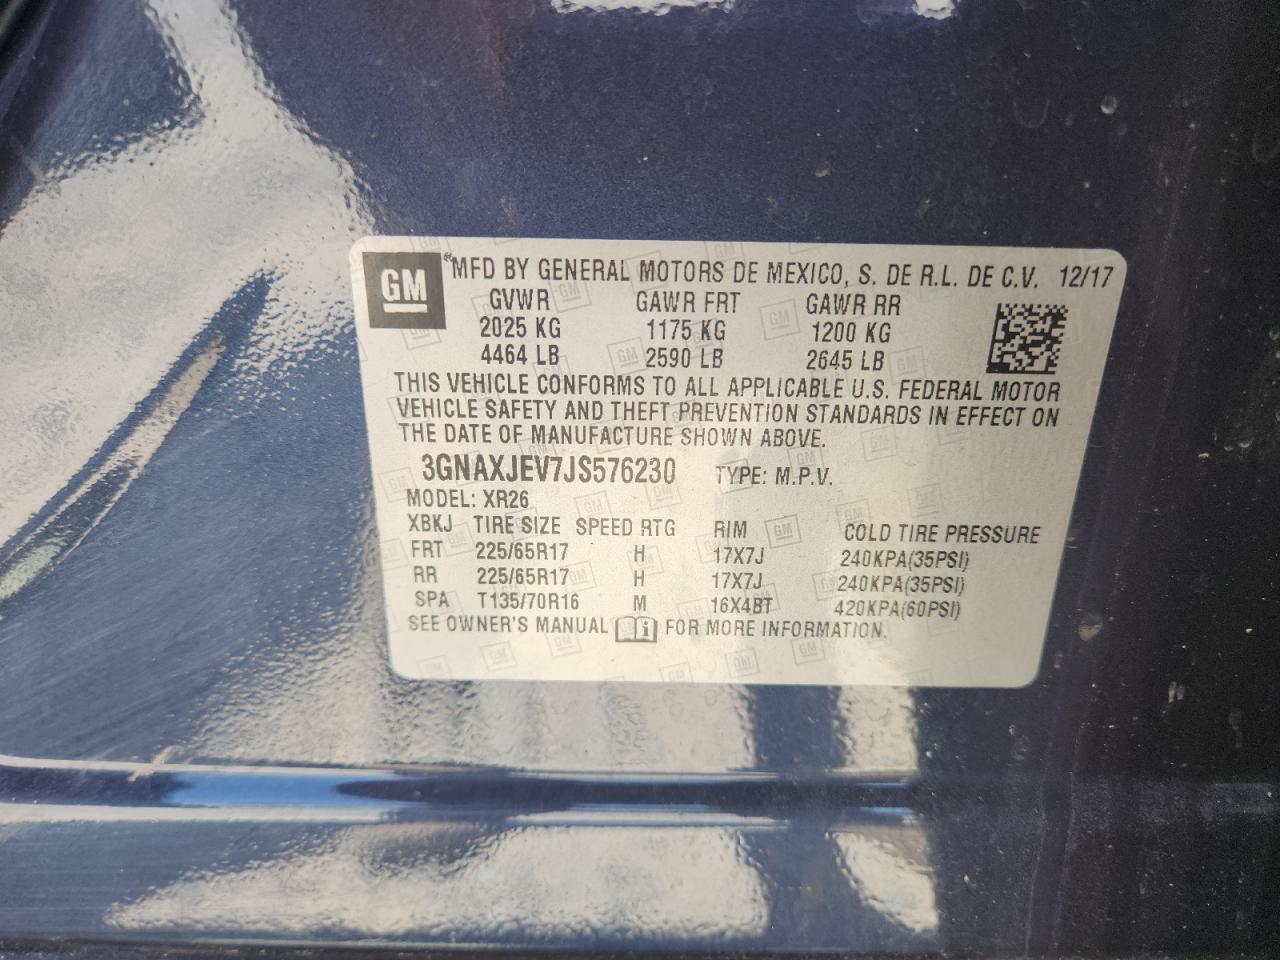 GM ® MFD BY GENERAL MOTORS DE MEXICO, S. DE R.L. DE C.V. 12/17
GVWR GAWR FRT GAWR RR
2025 KG 1175 KG 1200 KG
4464 LB 2590 LB 2645 LB
THIS VEHICLE CONFORMS TO ALL APPLICABLE U.S. FEDERAL MOTOR
VEHICLE SAFETY AND THEFT PREVENTION STANDARDS IN EFFECT ON
THE DATE OF MANUFACTURE SHOWN ABOVE.
3GNAXJEV7JS576230 TYPE: M.P.V.
MODEL: XR26
XBKJ TIRE SIZE SPEED RTG RIM COLD TIRE PRESSURE
FRT 225/65R17 H 17X7J 240KPA(35PSI)
RR 225/65R17 H 17X7J 240KPA(35PSI)
SPA T135/70R16 M 16X4BT 420KPA(60PSI)
SEE OWNER'S MANUAL i FOR MORE INFORMATION.